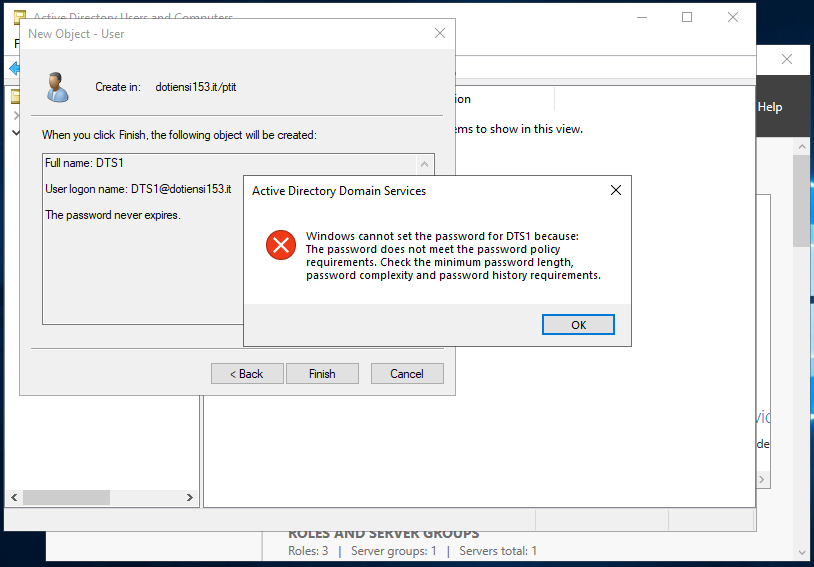 Active Directory Users and Computers
New Object - User
Create in: dotiensi153.it/ptit
When you click Finish, the following object will be created:
Full name: DTS1
User logon name: DTS1@dotiensi153.it
The password never expires.
< Back Finish Cancel
Active Directory Domain Services
Windows cannot set the password for DTS1 because:
The password does not meet the password policy
requirements. Check the minimum password length,
password complexity and password history requirements.
OK
ems to show in this view.
Help
ROLES AND SERVER GROUPS
Roles: 3 | Server groups: 1 | Servers total: 1